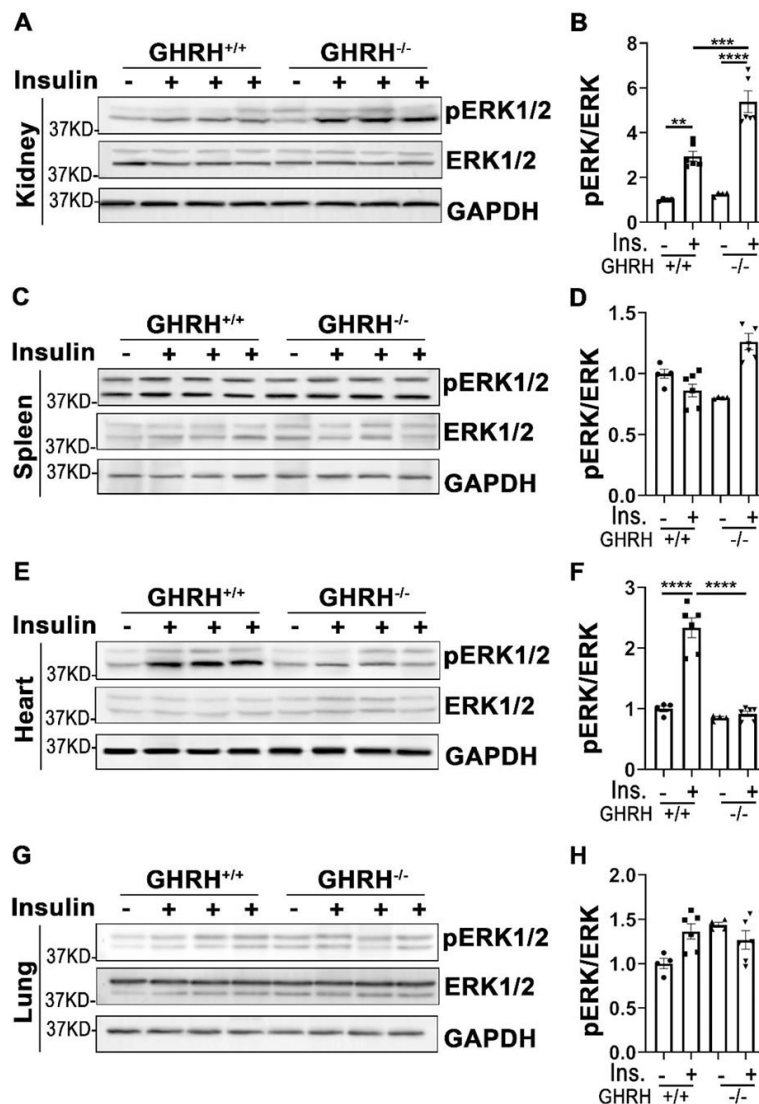 A
GHRH+/+ GHRH-/-
Insulin - + + + - + + +
Kidney
37KD- pERK1/2
ERK1/2
37KD- GAPDH
B
*** 
****
**
pERK/ERK
8
6
4
2
0
Ins. - + - +
GHRH +/+ -/-
C
GHRH+/+ GHRH-/-
Insulin - + + + - + + +
Spleen
37KD- pERK1/2
ERK1/2
37KD- GAPDH
D
pERK/ERK
1.5
1.0
0.5
0.0
Ins. - + - +
GHRH +/+ -/-
E
GHRH+/+ GHRH-/-
Insulin - + + + - + + +
Heart
37KD- pERK1/2
ERK1/2
37KD- GAPDH
F
**** ****
pERK/ERK
3
2
1
0
Ins. - + - +
GHRH +/+ -/-
G
GHRH+/+ GHRH-/-
Insulin - + + + - + + +
Lung
37KD- pERK1/2
ERK1/2
37KD- GAPDH
H
pERK/ERK
2.0
1.5
1.0
0.5
0.0
Ins. - + - +
GHRH +/+ -/-